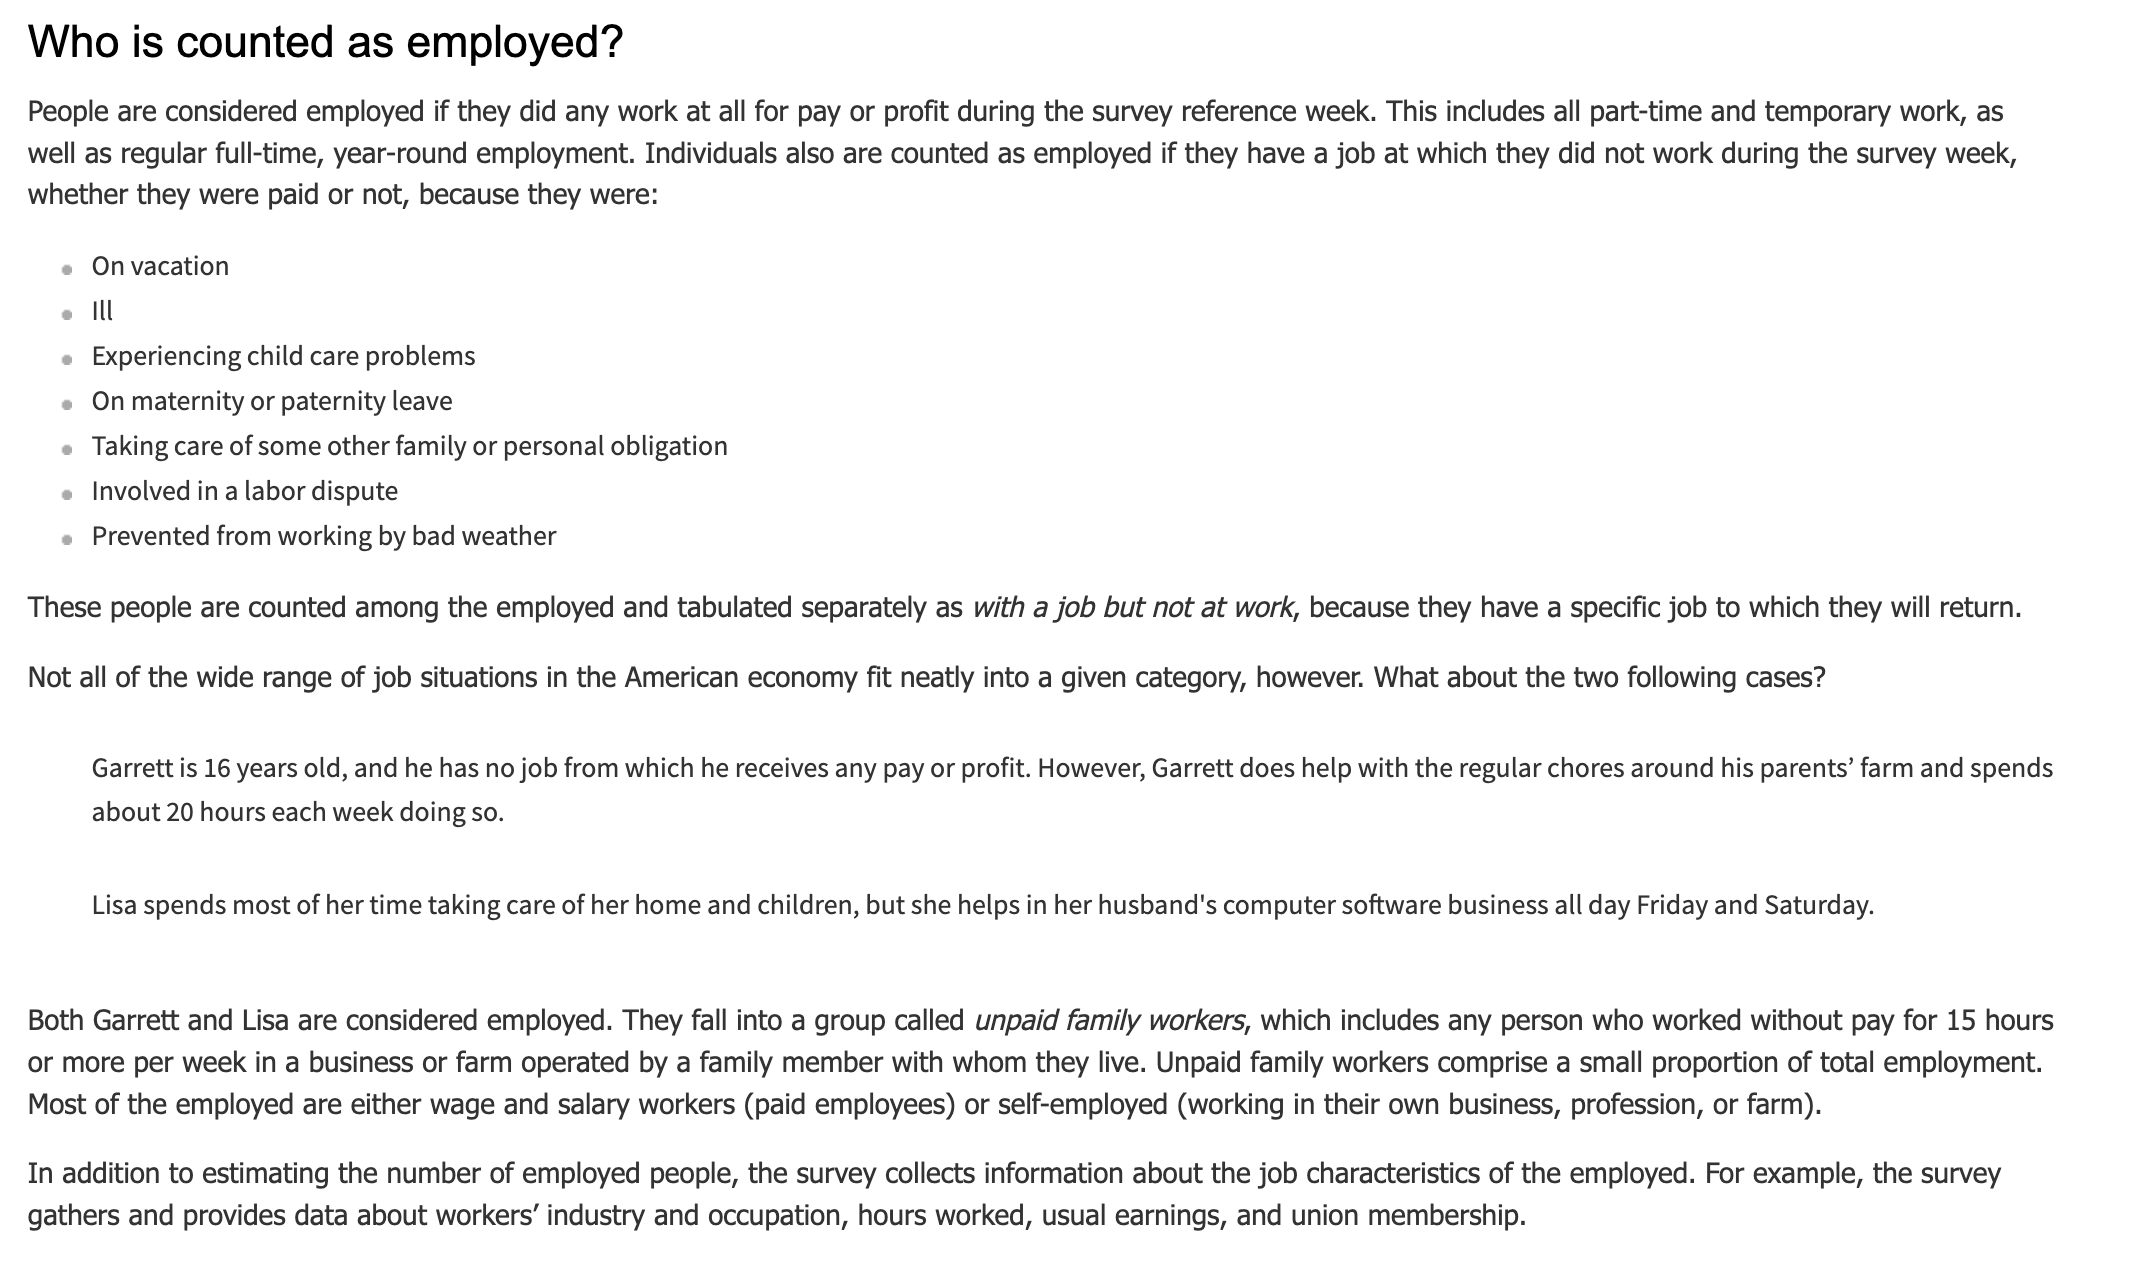 Who is counted as employed?
People are considered employed if they did any work at all for pay or profit during the survey reference week. This includes all part-time and temporary work, as
well as regular full-time, year-round employment. Individuals also are counted as employed if they have a job at which they did not work during the survey week,
whether they were paid or not, because they were:
On vacation
Ill
Experiencing child care problems
On maternity or paternity leave
Taking care of some other family or personal obligation
Involved in a labor dispute
Prevented from working by bad weather
These people are counted among the employed and tabulated separately as with a job but not at work, because they have a specific job to which they will return.
Not all of the wide range of job situations in the American economy fit neatly into a given category, however. What about the two following cases?
Garrett is 16 years old, and he has no job from which he receives any pay or profit. However, Garrett does help with the regular chores around his parents’ farm and spends
about 20 hours each week doing so.
Lisa spends most of her time taking care of her home and children, but she helps in her husband's computer software business all day Friday and Saturday.
Both Garrett and Lisa are considered employed. They fall into a group called unpaid family workers, which includes any person who worked without pay for 15 hours
or more per week in a business or farm operated by a family member with whom they live. Unpaid family workers comprise a small proportion of total employment.
Most of the employed are either wage and salary workers (paid employees) or self-employed (working in their own business, profession, or farm).
In addition to estimating the number of employed people, the survey collects information about the job characteristics of the employed. For example, the survey
gathers and provides data about workers’ industry and occupation, hours worked, usual earnings, and union membership.